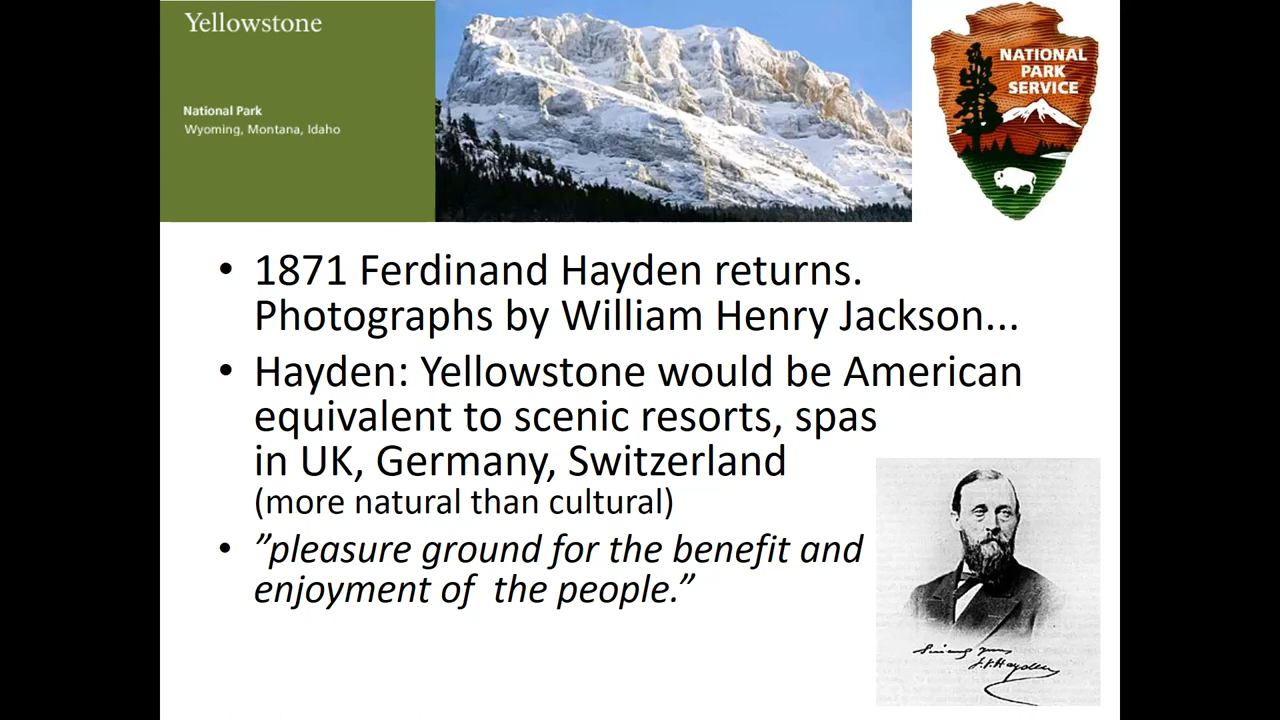 Yellowstone
National Park
Wyoming, Montana, Idaho
NATIONAL
PARK
SERVICE
• 1871 Ferdinand Hayden returns.
Photographs by William Henry Jackson...
• Hayden: Yellowstone would be American
equivalent to scenic resorts, spas
in UK, Germany, Switzerland
(more natural than cultural)
• ”pleasure ground for the benefit and
enjoyment of  the people.”